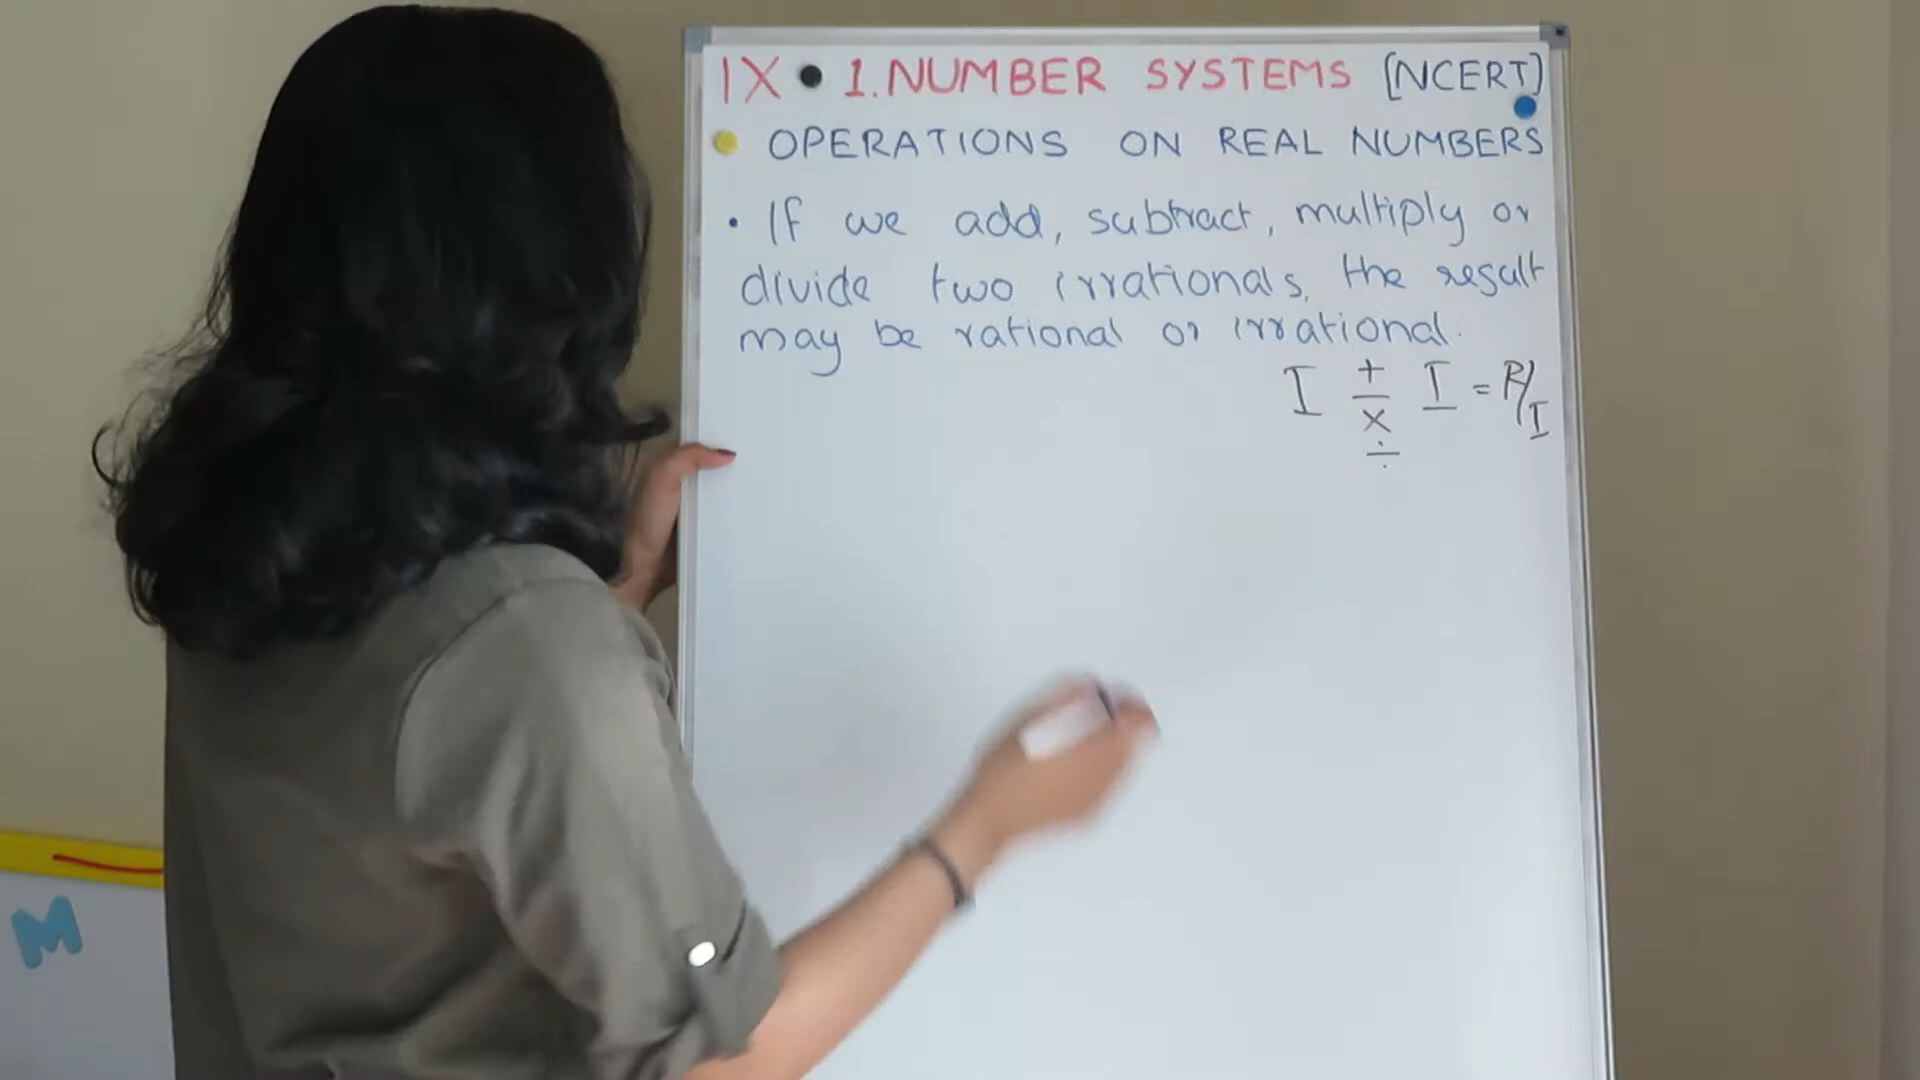 IX • 1. NUMBER SYSTEMS [NCERT]
OPERATIONS ON REAL NUMBERS
• If we add, subtract, multiply or
divide two irrationals, the result
may be rational or irrational.
I ± I = R/I
×
÷
M